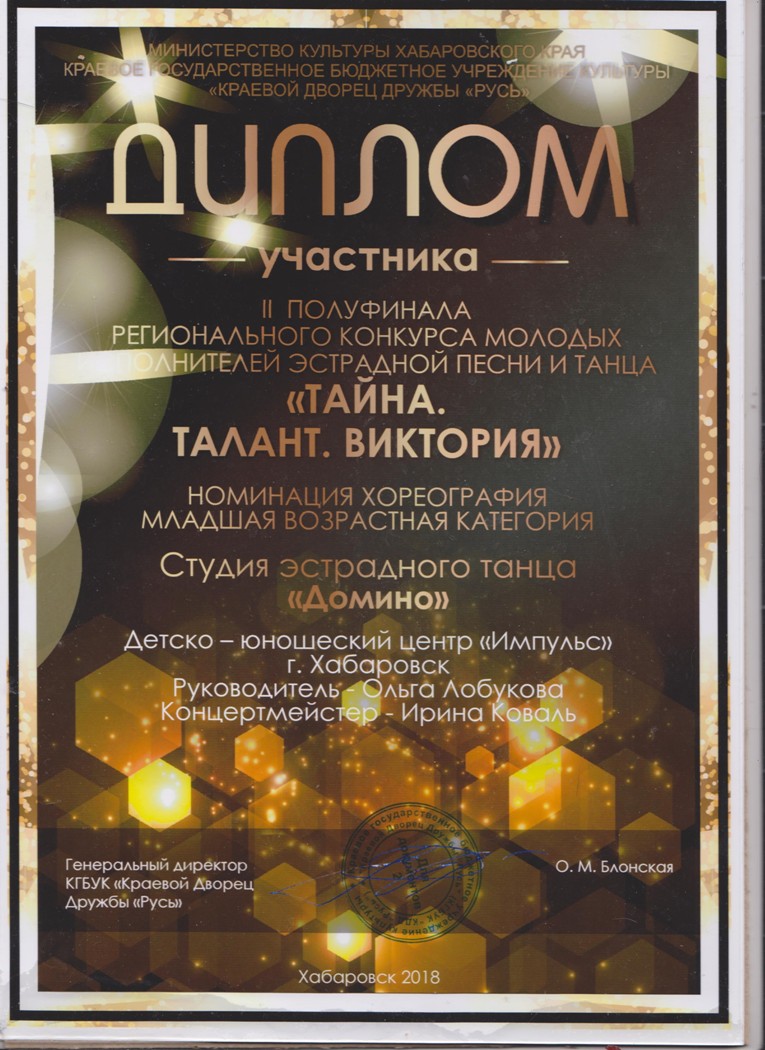 МИНИСТЕРСТВО КУЛЬТУРЫ ХАБАРОВСКОГО КРАЯ
КРАЕВОЕ ГОСУДАРСТВЕННОЕ БЮДЖЕТНОЕ УЧРЕЖДЕНИЕ КУЛЬТУРЫ
«КРАЕВОЙ ДВОРЕЦ ДРУЖБЫ «РУСЬ»
ДИПЛОМ
участника
II ПОЛУФИНАЛА
РЕГИОНАЛЬНОГО КОНКУРСА МОЛОДЫХ
ИСПОЛНИТЕЛЕЙ ЭСТРАДНОЙ ПЕСНИ И ТАНЦА
«ТАЙНА.
ТАЛАНТ. ВИКТОРИЯ»
НОМИНАЦИЯ ХОРЕОГРАФИЯ
МЛАДШАЯ ВОЗРАСТНАЯ КАТЕГОРИЯ
Студия эстрадного танца
«Домино»
Детско – юношеский центр «Импульс»
г. Хабаровск
Руководитель - Ольга Лобукова
Концертмейстер - Ирина Коваль
Генеральный директор
КГБУК «Краевой Дворец
Дружбы «Русь»
О. М. Блонская
Хабаровск 2018